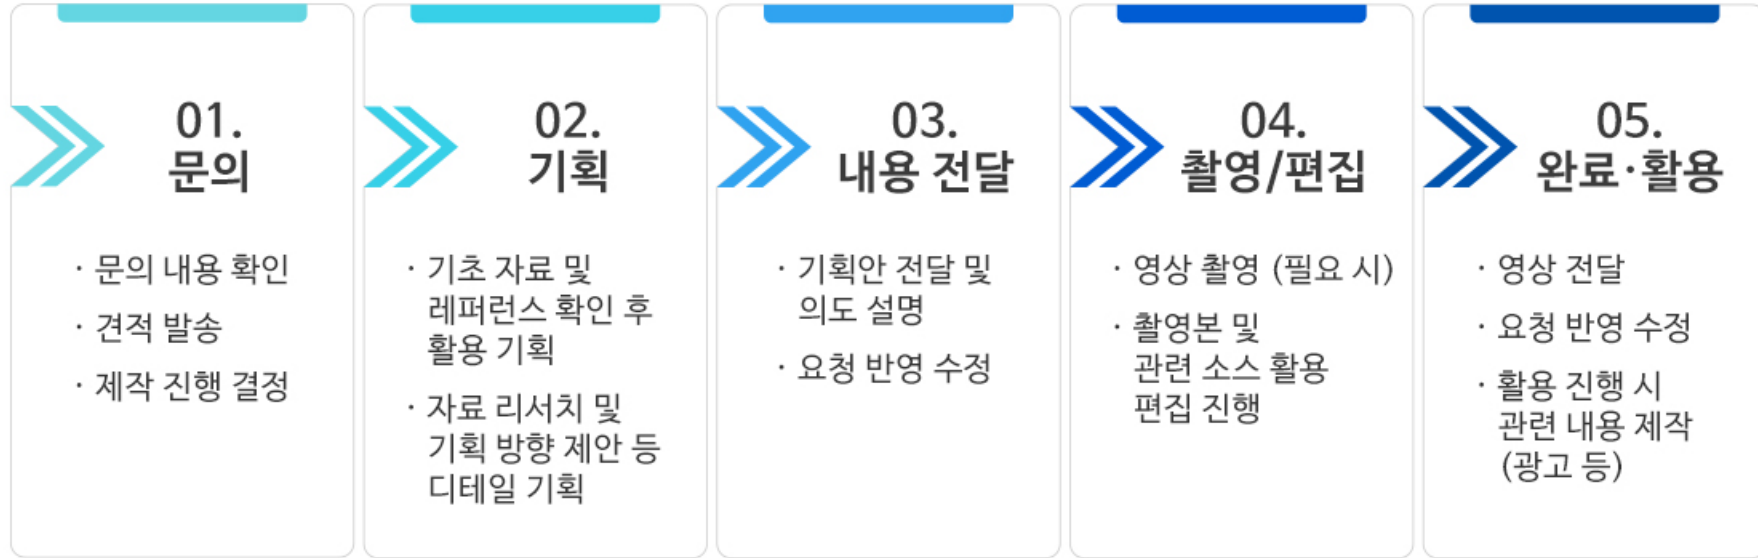 01.
문의
· 문의 내용 확인
· 견적 발송
· 제작 진행 결정
02.
기획
· 기초 자료 및
레퍼런스 확인 후
활용 기획
· 자료 리서치 및
기획 방향 제안 등
디테일 기획
03.
내용 전달
· 기획안 전달 및
의도 설명
· 요청 반영 수정
04.
촬영/편집
· 영상 촬영 (필요 시)
· 촬영본 및
관련 소스 활용
편집 진행
05.
완료·활용
· 영상 전달
· 요청 반영 수정
· 활용 진행 시
관련 내용 제작
(광고 등)